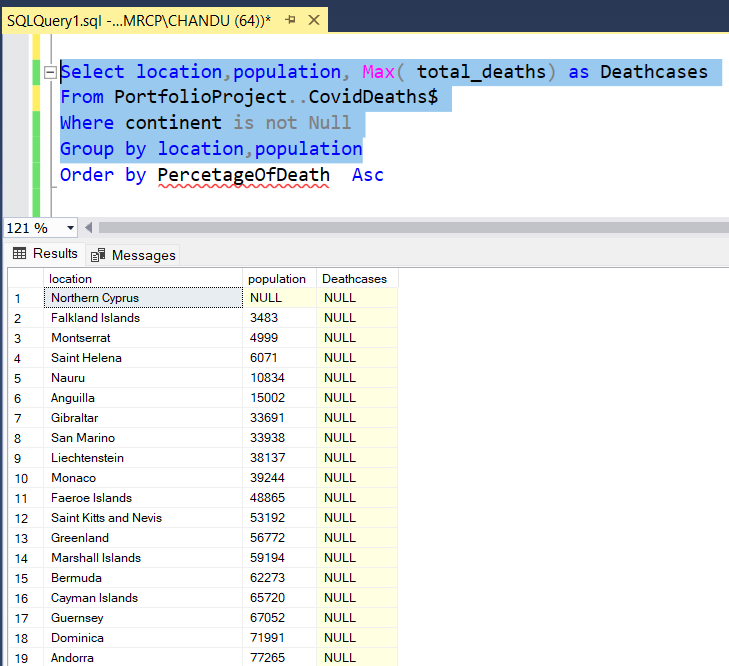 SQLQuery1.sql -...MRCP\CHANDU (64))*
Select location,population, Max( total_deaths) as Deathcases
From PortfolioProject..CovidDeaths$
Where continent is not Null
Group by location,population
Order by PercetageOfDeath  Asc
121 %
Results Messages
location population Deathcases
1 Northern Cyprus NULL NULL
2 Falkland Islands 3483 NULL
3 Montserrat 4999 NULL
4 Saint Helena 6071 NULL
5 Nauru 10834 NULL
6 Anguilla 15002 NULL
7 Gibraltar 33691 NULL
8 San Marino 33938 NULL
9 Liechtenstein 38137 NULL
10 Monaco 39244 NULL
11 Faeroe Islands 48865 NULL
12 Saint Kitts and Nevis 53192 NULL
13 Greenland 56772 NULL
14 Marshall Islands 59194 NULL
15 Bermuda 62273 NULL
16 Cayman Islands 65720 NULL
17 Guernsey 67052 NULL
18 Dominica 71991 NULL
19 Andorra 77265 NULL